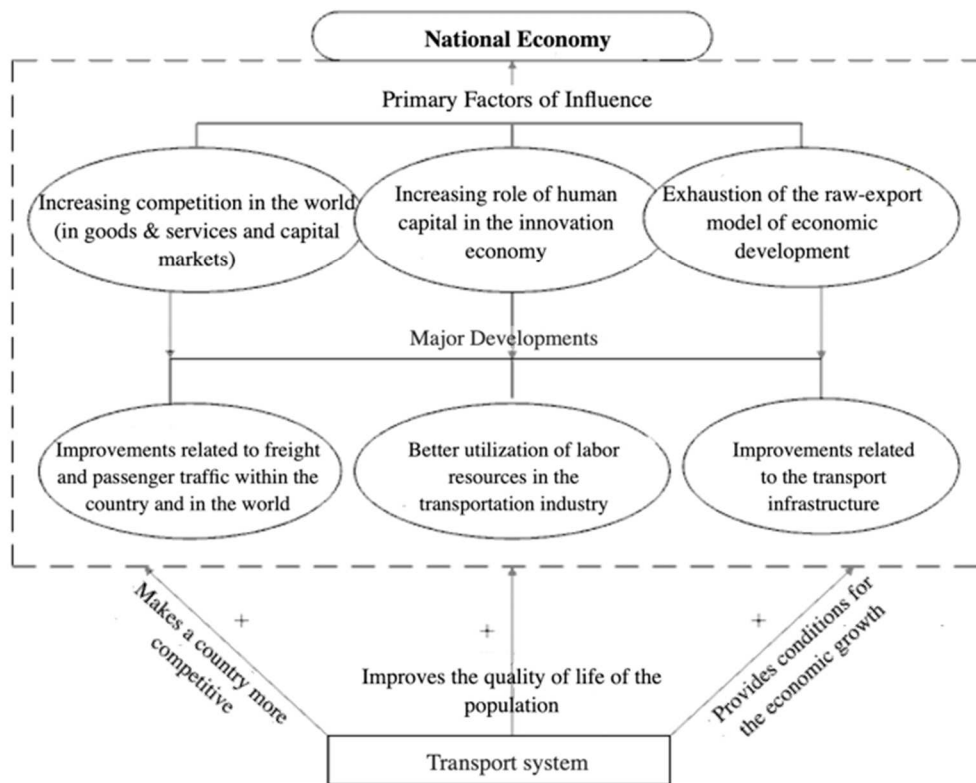 National Economy
Primary Factors of Influence
Increasing competition in the world
(in goods & services and capital
markets)
Increasing role of human
capital in the innovation
economy
Exhaustion of the raw-export
model of economic
development
Major Developments
Improvements related to freight
and passenger traffic within the
country and in the world
Better utilization of labor
resources in the
transportation industry
Improvements related
to the transport
infrastructure
Makes a country more
competitive
+
Improves the quality of life of the
population
+
Provides conditions for
the economic growth
+
Transport system